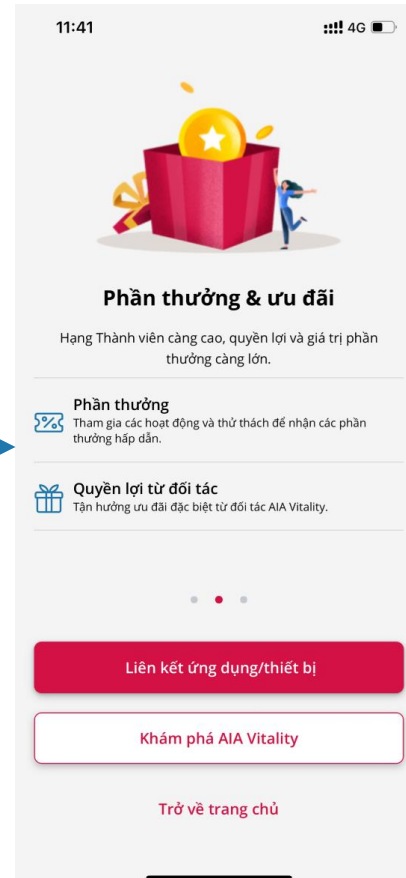 11:41
4G
Phần thưởng & ưu đãi
Hạng Thành viên càng cao, quyền lợi và giá trị phần
thưởng càng lớn.
Phần thưởng
Tham gia các hoạt động và thử thách để nhận các phần
thưởng hấp dẫn.
Quyền lợi từ đối tác
Tận hưởng ưu đãi đặc biệt từ đối tác AIA Vitality.
Liên kết ứng dụng/thiết bị
Khám phá AIA Vitality
Trở về trang chủ